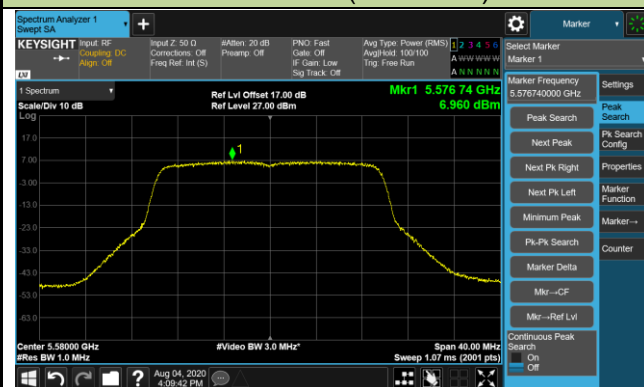 Spectrum Analyzer 1
Swept SA
+
Marker
KEYSIGHT
Input: RF
Coupling: DC
Align: Off
Input Z: 50 Ω
Corrections: Off
Freq Ref: Int (S)
#Atten: 20 dB
Preamp: Off
PNO: Fast
Gate: Off
IF Gain: Low
Sig Track: Off
Avg Type: Power (RMS)
Avg|Hold: 100/100
Trig: Free Run
1 2 3 4 5 6
A W W W W W
A N N N N N
LXI
Select Marker
Marker 1
1 Spectrum
Scale/Div 10 dB
Log
Ref Lvl Offset 17.00 dB
Ref Level 27.00 dBm
Mkr1 5.576 74 GHz
6.960 dBm
17.0
7.00
-3.00
-13.0
-23.0
-33.0
-43.0
-53.0
-63.0
1
Center 5.58000 GHz
#Res BW 1.0 MHz
#Video BW 3.0 MHz*
Span 40.00 MHz
Sweep 1.07 ms (2001 pts)
Marker Frequency
5.576740000 GHz
Peak Search
Next Peak
Next Pk Right
Next Pk Left
Minimum Peak
Pk-Pk Search
Marker Delta
Mkr→CF
Mkr→Ref Lvl
Continuous Peak
Search
On
Off
Settings
Peak
Search
Pk Search
Config
Properties
Marker
Function
Marker→
Counter
?
Aug 04, 2020
4:09:42 PM